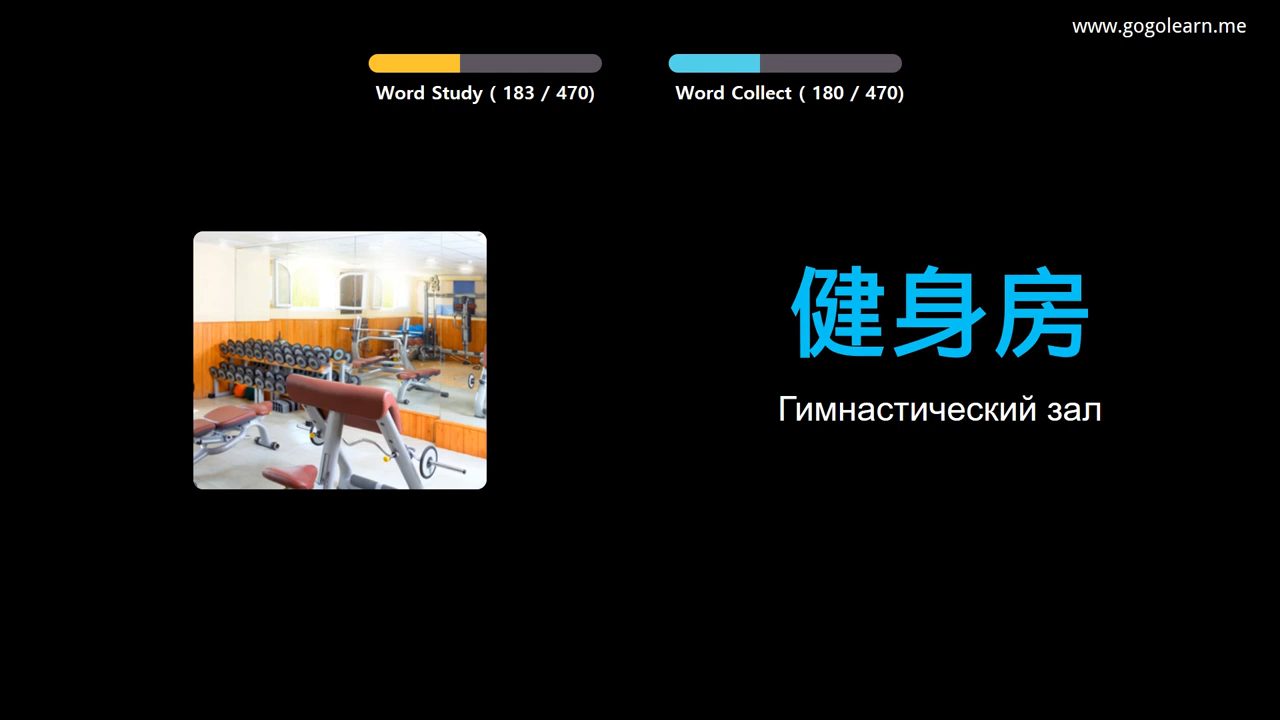 www.gogolearn.me
Word Study ( 183 / 470)
Word Collect ( 180 / 470)
健身房
Гимнастический зал